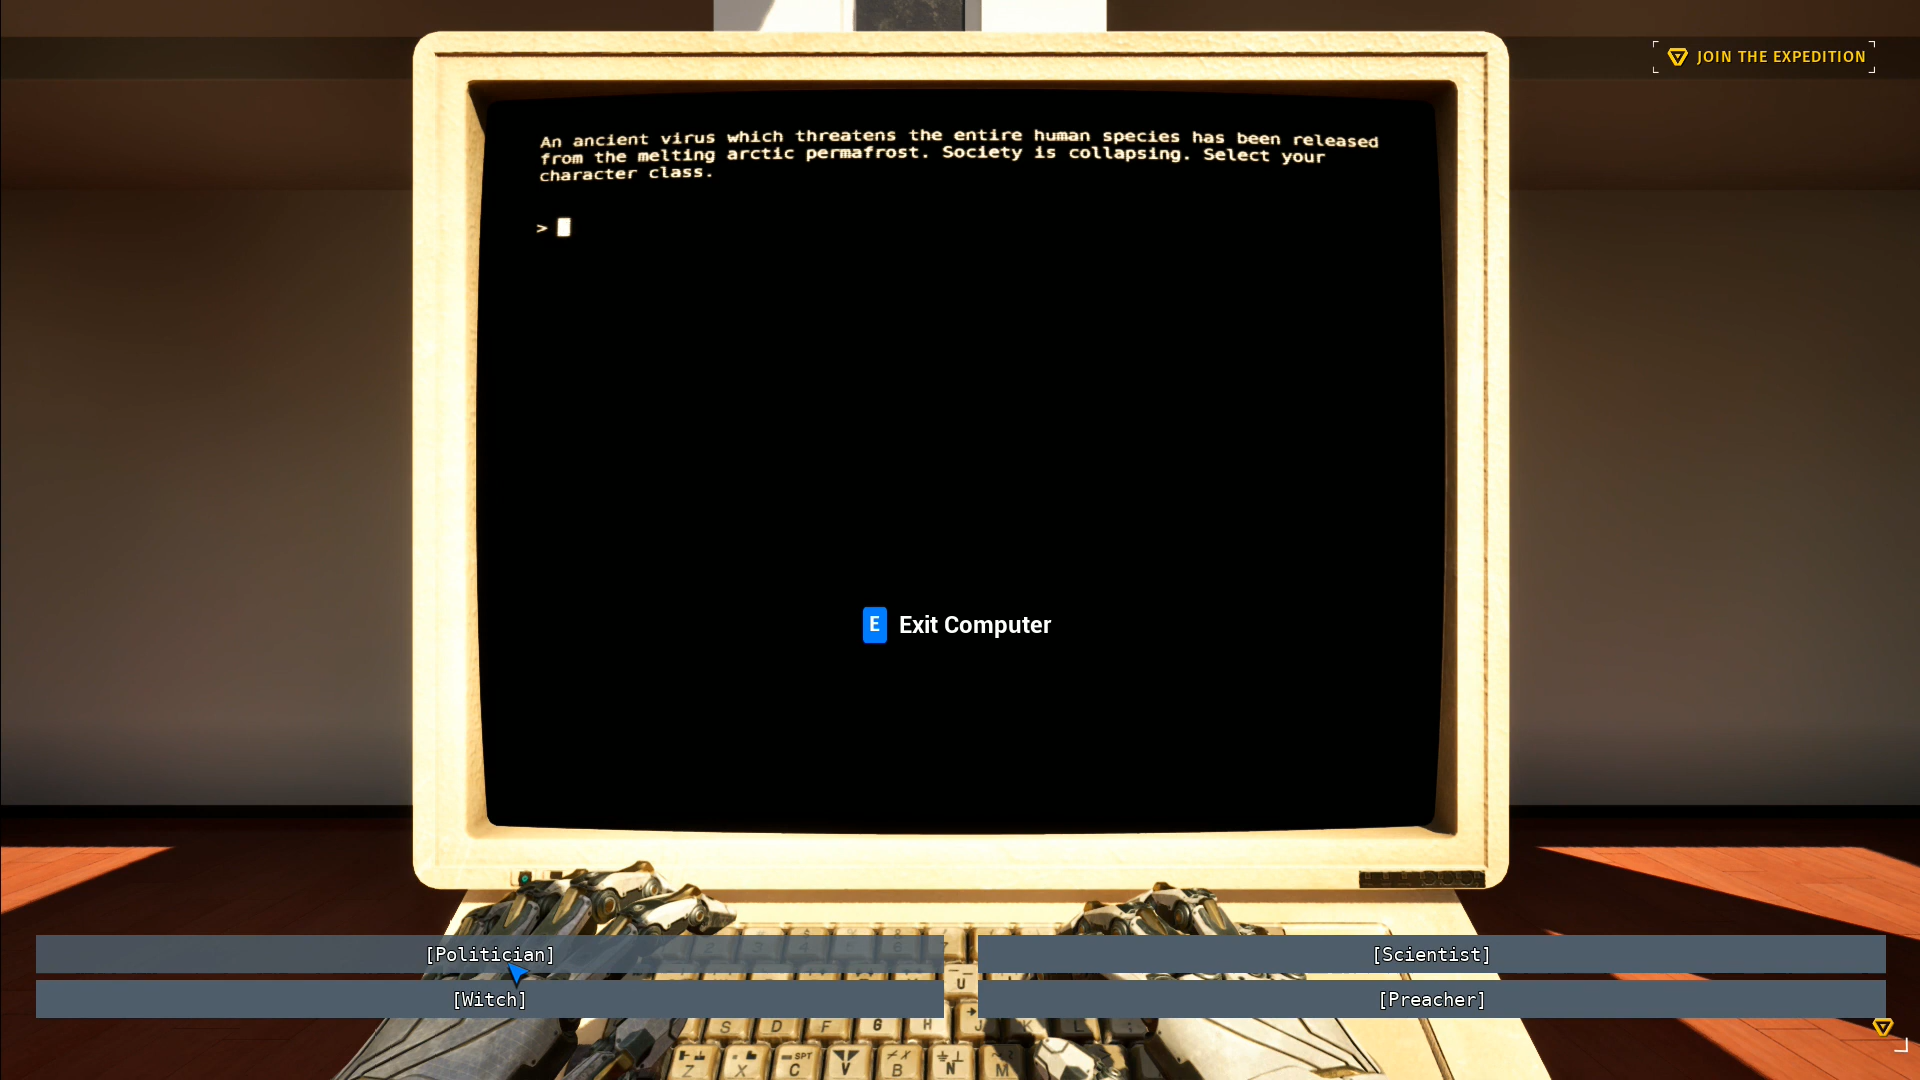 JOIN THE EXPEDITION
An ancient virus which threatens the entire human species has been released
from the melting arctic permafrost. Society is collapsing. Select your
character class.
>
E Exit Computer
[Politician] [Scientist]
[Witch] [Preacher]
U
S D F G H J K L
Z X C SPT V B N M